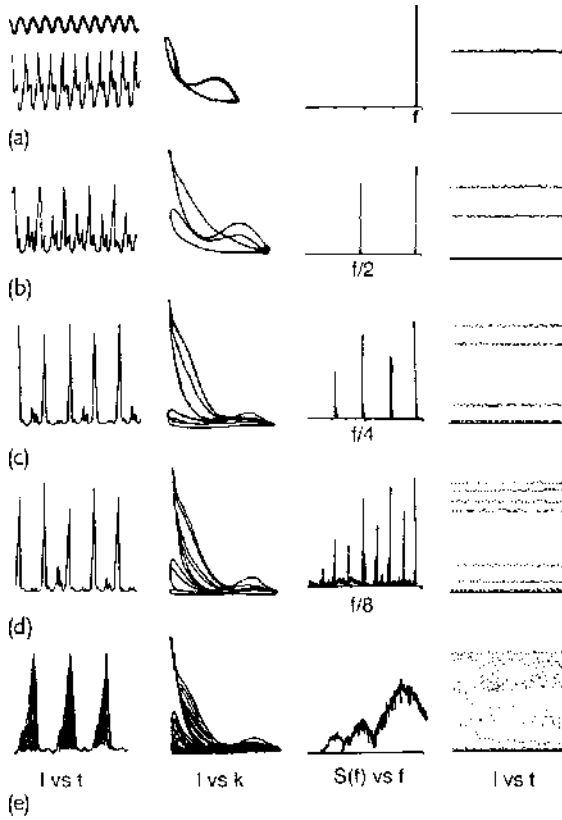 f
(a)
f/2
(b)
f/4
(c)
f/8
(d)
I vs t I vs k S(f) vs f I vs t
(e)